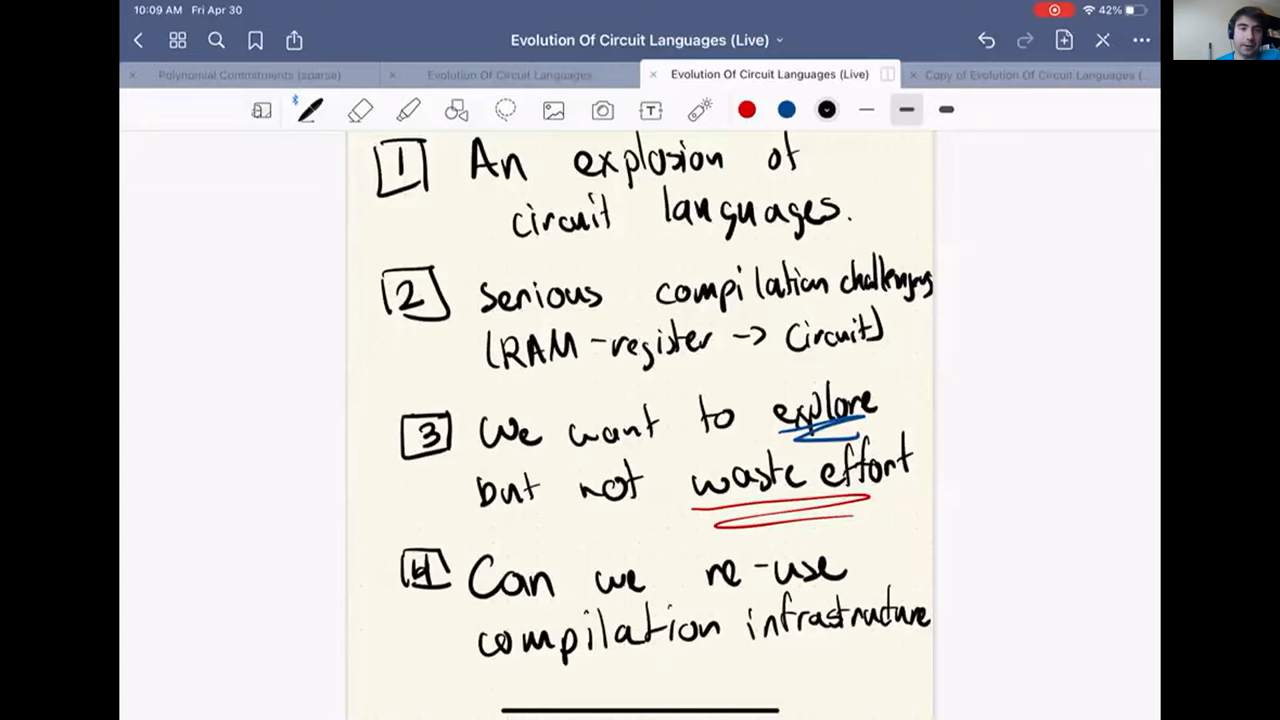 10:09 AM Fri Apr 30
42%
Evolution Of Circuit Languages (Live)
Polynomial Commitments (sparse)
Evolution Of Circuit Languages
Evolution Of Circuit Languages (Live)
Copy of Evolution Of Circuit Languages (...
T
1 An explosion of
circuit languages.
2 Serious compilation challenges
(RAM-register -> Circuit)
3 We want to explore
but not waste effort
4 Can we re-use
compilation infrastructure